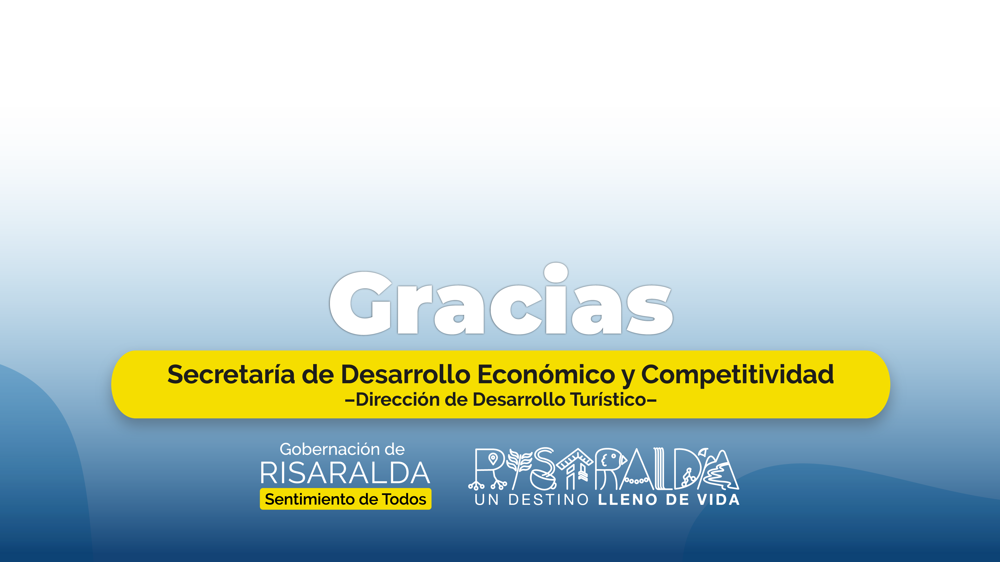 Gracias
Secretaría de Desarrollo Económico y Competitividad
–Dirección de Desarrollo Turístico–
Gobernación de
RISARALDA
Sentimiento de Todos
RISARALDA
UN DESTINO LLENO DE VIDA